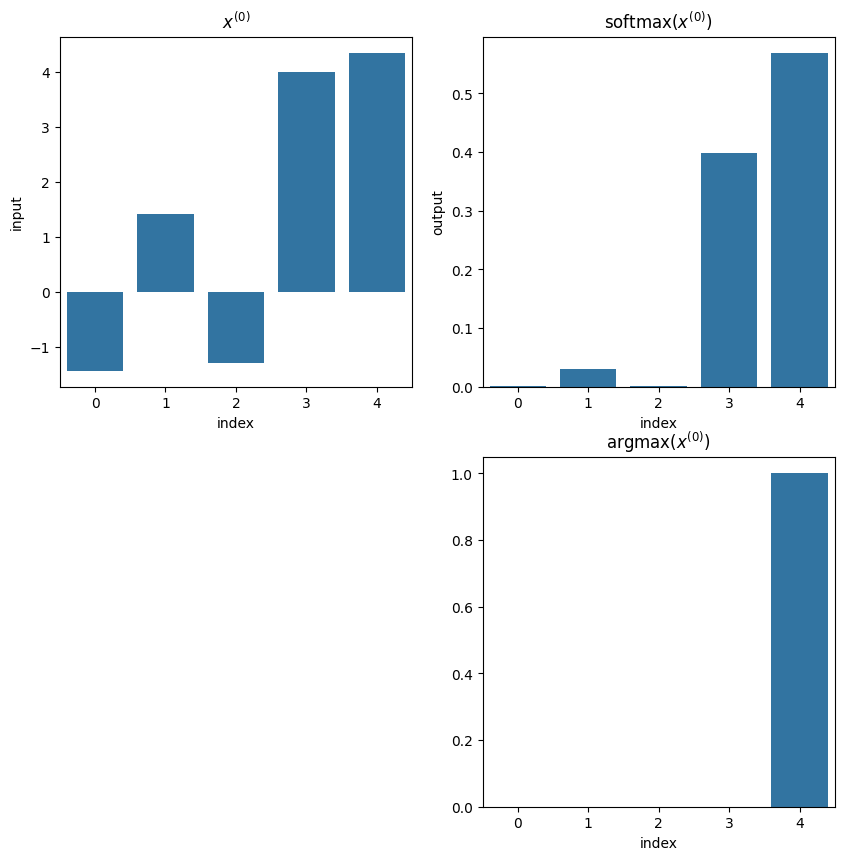 x^(0)
input
4
3
2
1
0
−1
0 1 2 3 4
index
softmax(x^(0))
output
0.5
0.4
0.3
0.2
0.1
0.0
0 1 2 3 4
index
argmax(x^(0))
1.0
0.8
0.6
0.4
0.2
0.0
0 1 2 3 4
index